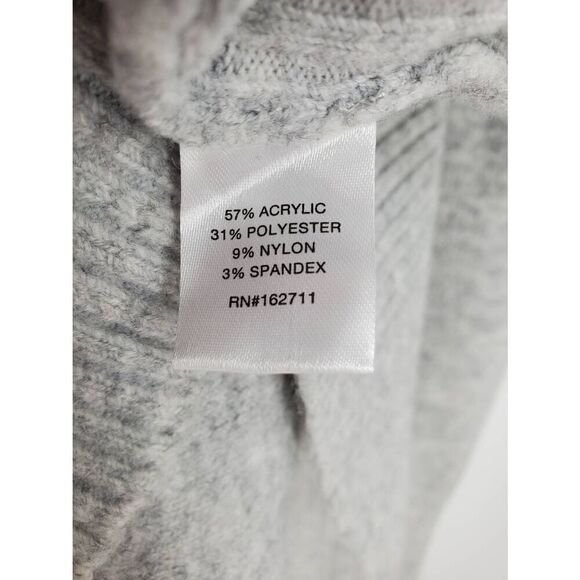 57% ACRYLIC
31% POLYESTER
9% NYLON
3% SPANDEX
RN#162711